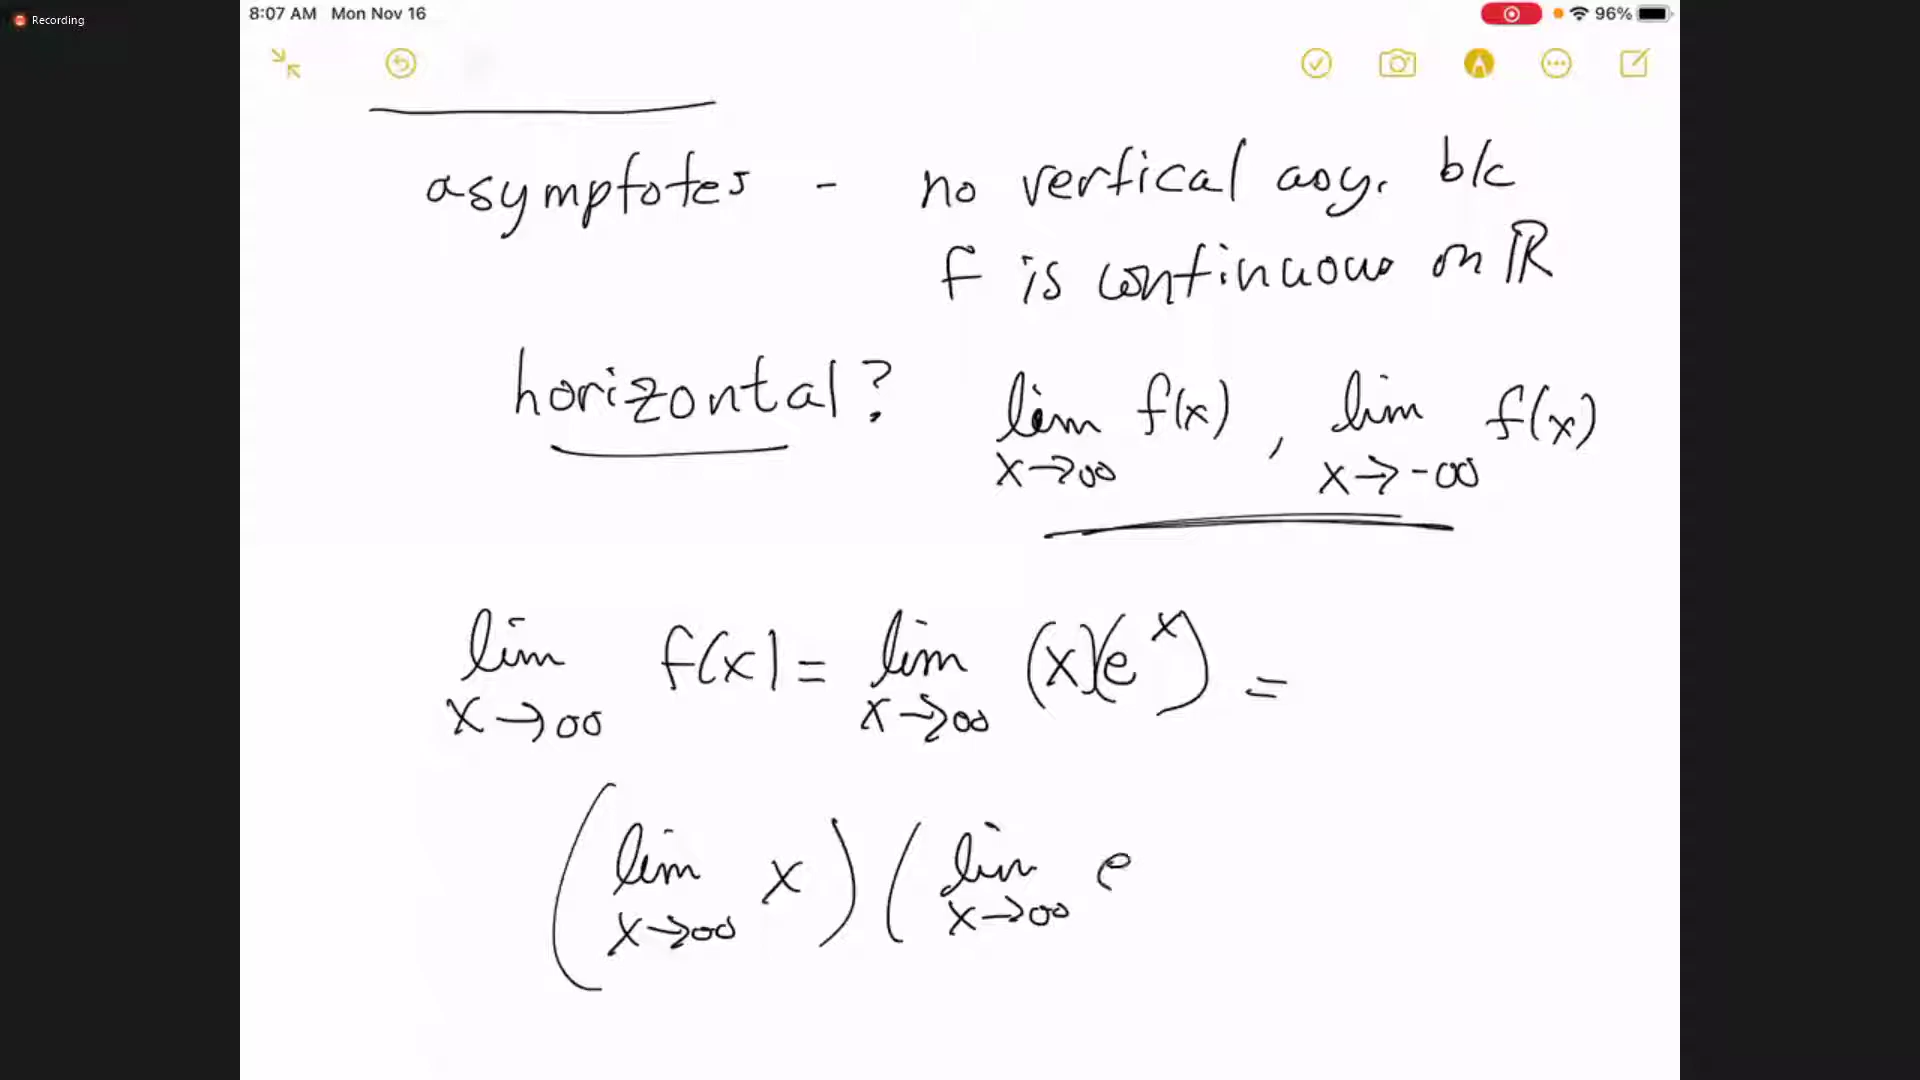 Recording
8:07 AM Mon Nov 16
96%
asymptotes - no vertical asy. b/c
f is continuous on ℝ
horizontal? lim x→∞ f(x) , lim x→-∞ f(x)
lim x→∞ f(x) = lim x→∞ (x)(e^x) =
(lim x→∞ x) (lim x→∞ e